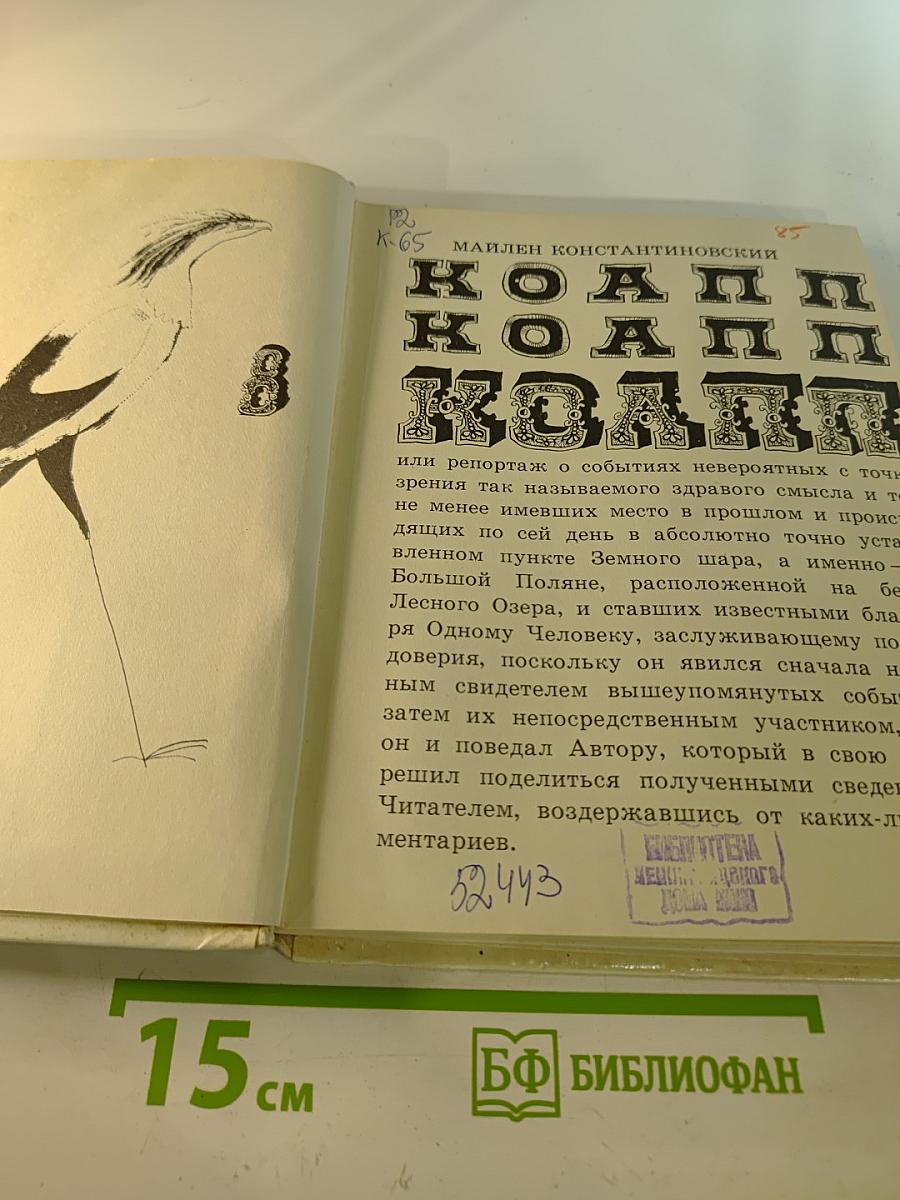 Р2
К-65
85
МАЙЛЕН КОНСТАНТИНОВСКИЙ
КОАПП
КОАПП
КОАПП
или репортаж о событиях невероятных с точк
зрения так называемого здравого смысла и т
не менее имевших место в прошлом и проис
дящих по сей день в абсолютно точно уста
вленном пункте Земного шара, а именно —
Большой Поляне, расположенной на бе
Лесного Озера, и ставших известными бла
ря Одному Человеку, заслуживающему по
доверия, поскольку он явился сначала н
ным свидетелем вышеупомянутых собы
затем их непосредственным участником,
он и поведал Автору, который в свою
решил поделиться полученными сведе
Читателем, воздержавшись от каких-л
ментариев.
52443
БИБЛИОТЕКА
ДОМА
15 см
БФ БИБЛИОФАН